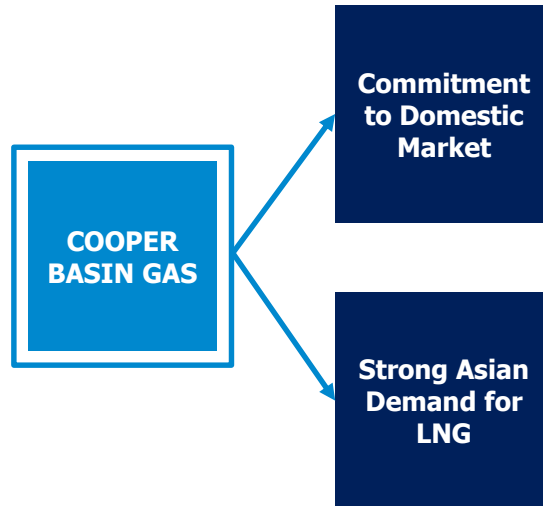 COOPER
BASIN GAS
Commitment
to Domestic
Market
Strong Asian
Demand for
LNG